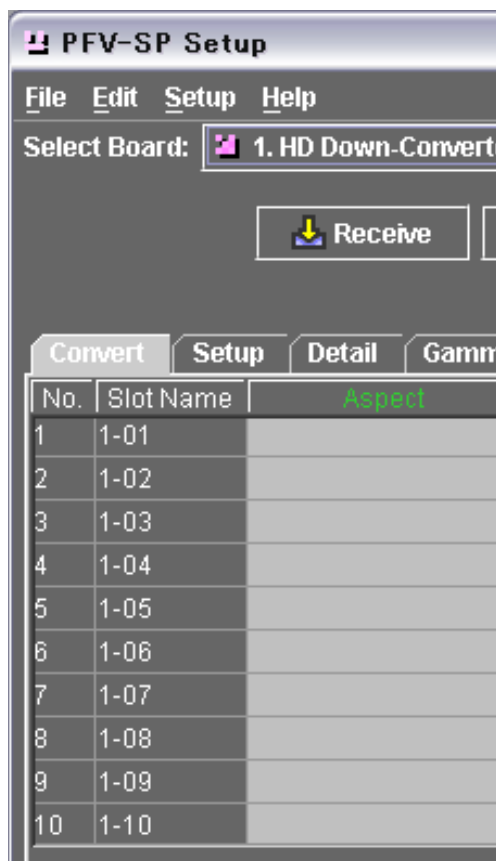 PFV-SP Setup
File Edit Setup Help
Select Board: 1. HD Down-Convert
Receive
Convert Setup Detail Gamm
No. Slot Name Aspect
1 1-01
2 1-02
3 1-03
4 1-04
5 1-05
6 1-06
7 1-07
8 1-08
9 1-09
10 1-10